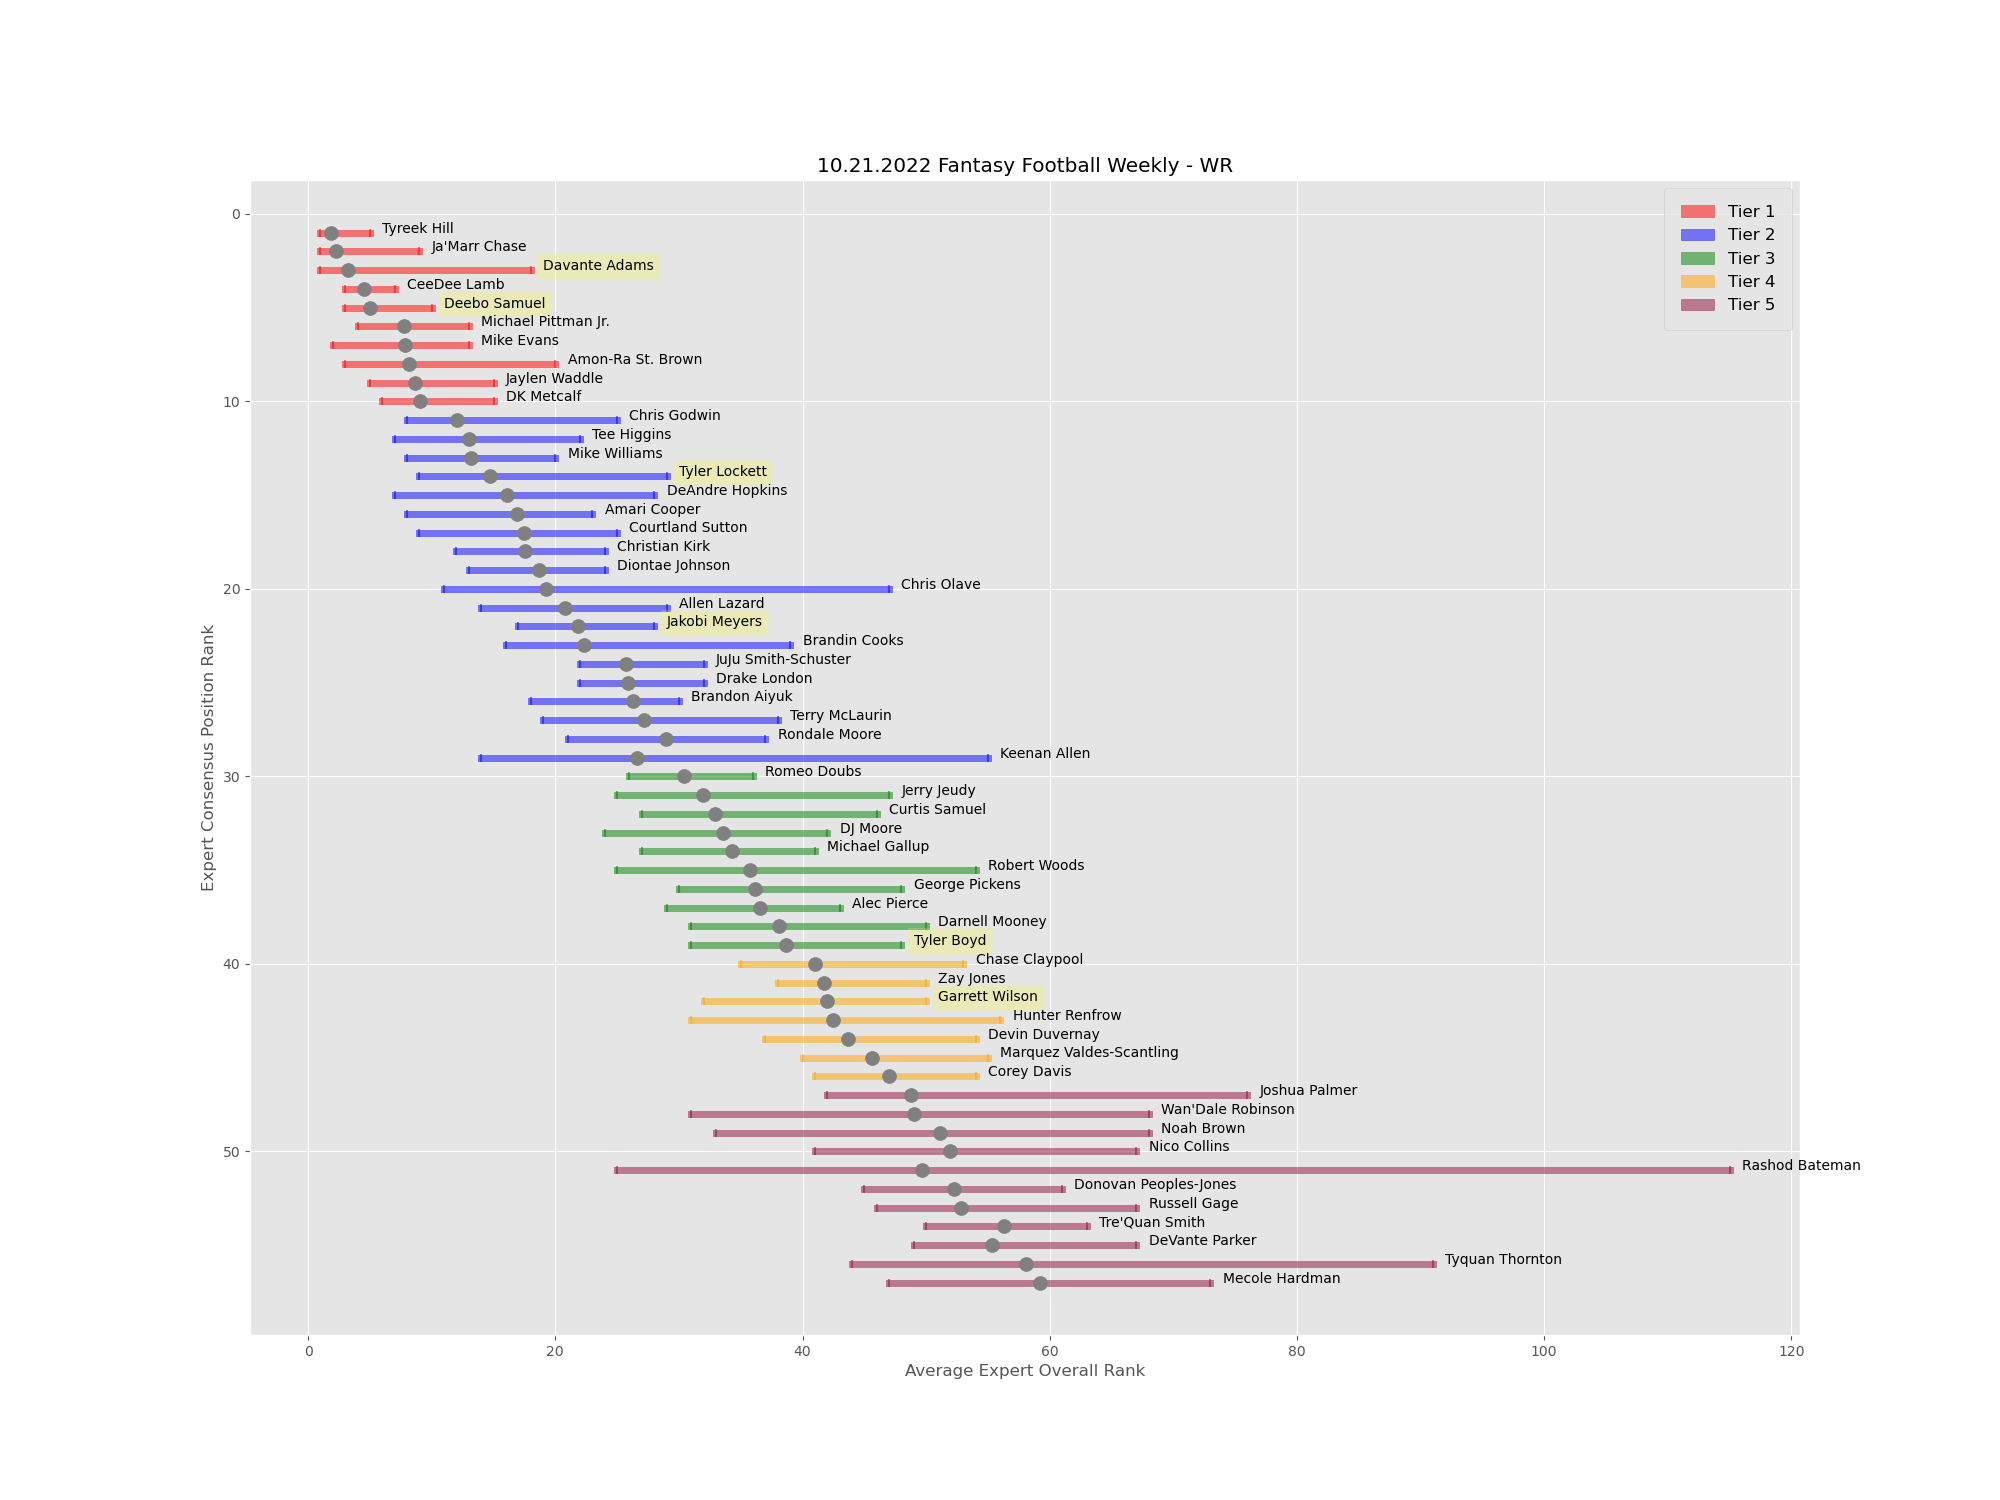 10.21.2022 Fantasy Football Weekly - WR
Tier 1
Tier 2
Tier 3
Tier 4
Tier 5
Expert Consensus Position Rank
0
10
20
30
40
50
Tyreek Hill
Ja'Marr Chase
Davante Adams
CeeDee Lamb
Deebo Samuel
Michael Pittman Jr.
Mike Evans
Amon-Ra St. Brown
Jaylen Waddle
DK Metcalf
Chris Godwin
Tee Higgins
Mike Williams
Tyler Lockett
DeAndre Hopkins
Amari Cooper
Courtland Sutton
Christian Kirk
Diontae Johnson
Chris Olave
Allen Lazard
Jakobi Meyers
Brandin Cooks
JuJu Smith-Schuster
Drake London
Brandon Aiyuk
Terry McLaurin
Rondale Moore
Keenan Allen
Romeo Doubs
Jerry Jeudy
Curtis Samuel
DJ Moore
Michael Gallup
Robert Woods
George Pickens
Alec Pierce
Darnell Mooney
Tyler Boyd
Chase Claypool
Zay Jones
Garrett Wilson
Hunter Renfrow
Devin Duvernay
Marquez Valdes-Scantling
Corey Davis
Joshua Palmer
Wan'Dale Robinson
Noah Brown
Nico Collins
Rashod Bateman
Donovan Peoples-Jones
Russell Gage
Tre'Quan Smith
DeVante Parker
Tyquan Thornton
Mecole Hardman
0 20 40 60 80 100 120
Average Expert Overall Rank